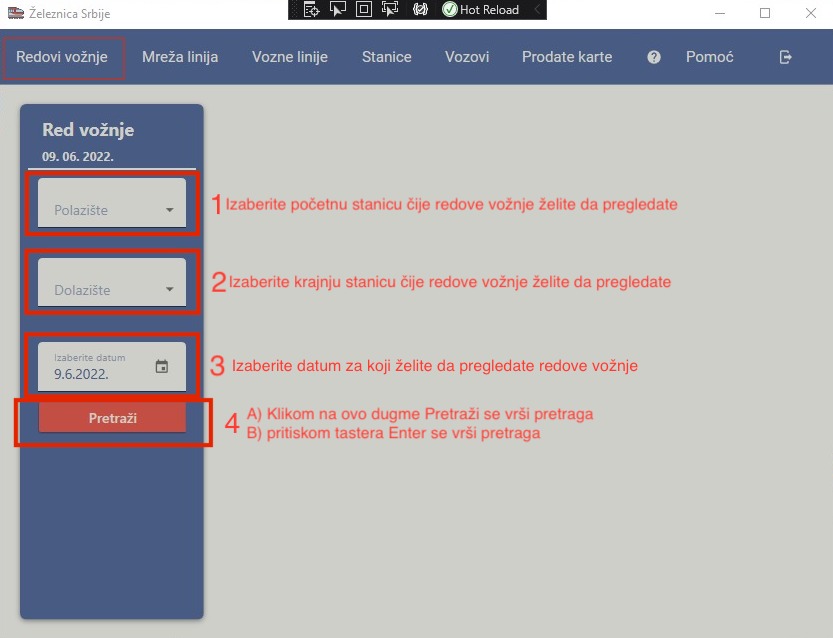 Železnica Srbije
Hot Reload
Redovi vožnje Mreža linija Vozne linije Stanice Vozovi Prodate karte ? Pomoć
Red vožnje
09. 06. 2022.
Polazište
1 Izaberite početnu stanicu čije redove vožnje želite da pregledate
Dolazište
2 Izaberite krajnju stanicu čije redove vožnje želite da pregledate
Izaberite datum
9.6.2022.
3 Izaberite datum za koji želite da pregledate redove vožnje
Pretraži
4 A) Klikom na ovo dugme Pretraži se vrši pretraga
B) pritiskom tastera Enter se vrši pretraga